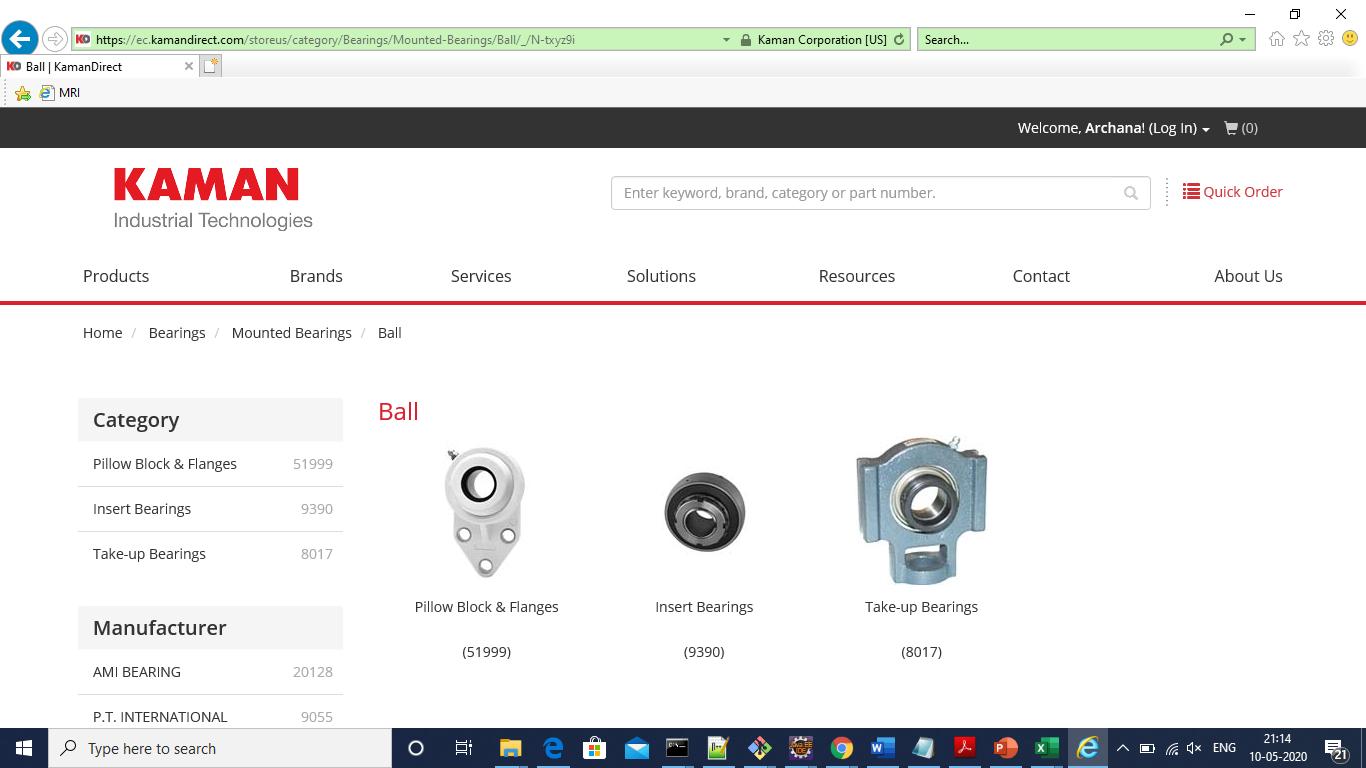 https://ec.kamandirect.com/storeus/category/Bearings/Mounted-Bearings/Ball/_/N-txyz9i
Kaman Corporation [US]
Search...
KD Ball | KamanDirect
MRI
Welcome, Archana! (Log In)
(0)
KAMAN
Industrial Technologies
Enter keyword, brand, category or part number.
Quick Order
Products Brands Services Solutions Resources Contact About Us
Home / Bearings / Mounted Bearings / Ball
Category
Pillow Block & Flanges 51999
Insert Bearings 9390
Take-up Bearings 8017
Manufacturer
AMI BEARING 20128
P.T. INTERNATIONAL 9055
Ball
Pillow Block & Flanges Insert Bearings Take-up Bearings
(51999) (9390) (8017)
Type here to search
ENG
21:14
10-05-2020
21